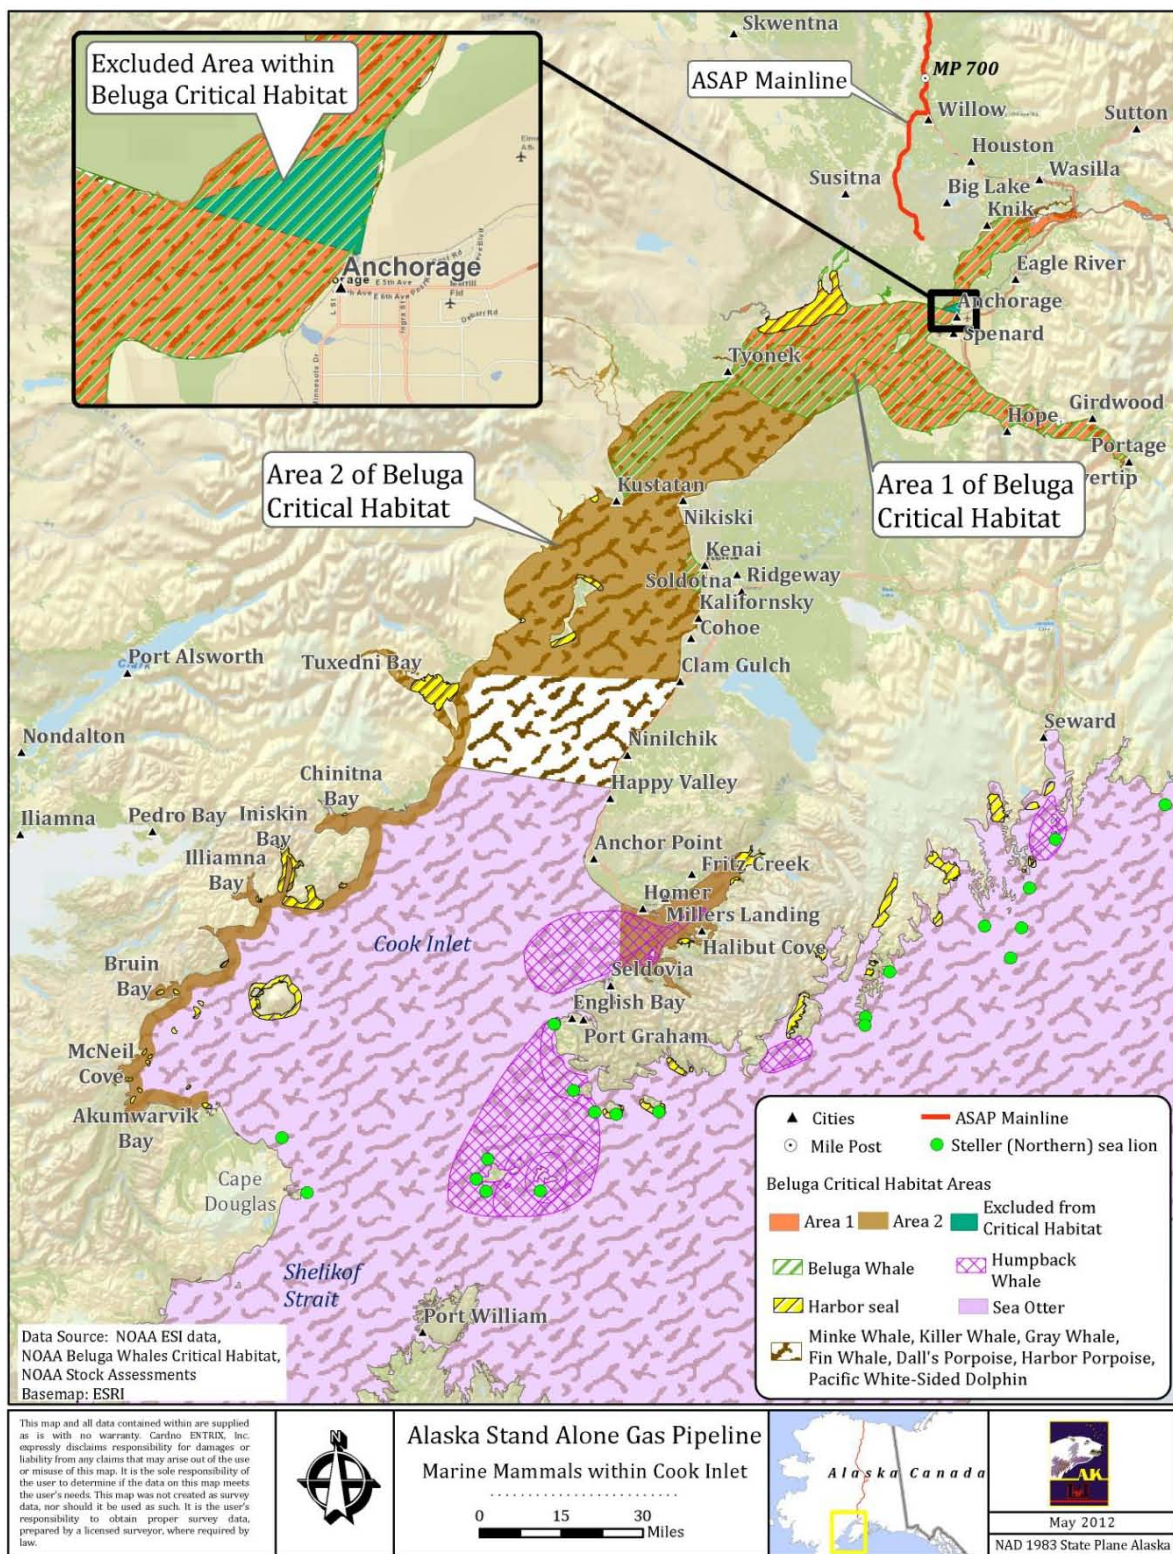 Skwentna
Excluded Area within
Beluga Critical Habitat
ASAP Mainline
MP 700
Willow
Sutton
Houston
Wasilla
Susitna
Big Lake
Knik
Eagle River
Anchorage
Spenard
Anchorage
orage
E 5th Ave
E 6th Ave
L St
Ingra St
Debarr Rd
Minnesota Dr
Tyonek
Girdwood
Hope
Portage
vertip
Area 2 of Beluga
Critical Habitat
Area 1 of Beluga
Critical Habitat
Kustatan
Nikiski
Kenai
Soldotna
Ridgeway
Kalifornsky
Cohoe
Port Alsworth
Tuxedni Bay
Clam Gulch
Seward
Nondalton
Ninilchik
Chinitna
Bay
Happy Valley
Iliamna
Pedro Bay
Iniskin
Bay
Illiamna
Bay
Anchor Point
Fritz Creek
Homer
Millers Landing
Cook Inlet
Halibut Cove
Bruin
Bay
Seldovia
English Bay
Port Graham
McNeil
Cove
Akumwarvik
Bay
Cape
Douglas
Shelikof
Strait
Port William
Cities
ASAP Mainline
Mile Post
Steller (Northern) sea lion
Beluga Critical Habitat Areas
Area 1
Area 2
Excluded from
Critical Habitat
Beluga Whale
Humpback
Whale
Harbor seal
Sea Otter
Minke Whale, Killer Whale, Gray Whale,
Fin Whale, Dall's Porpoise, Harbor Porpoise,
Pacific White-Sided Dolphin
Data Source: NOAA ESI data,
NOAA Beluga Whales Critical Habitat,
NOAA Stock Assessments
Basemap: ESRI
This map and all data contained within are supplied
as is with no warranty. Cardno ENTRIX, Inc.
expressly disclaims responsibility for damages or
liability from any claims that may arise out of the use
or misuse of this map. It is the sole responsibility of
the user to determine if the data on this map meets
the user's needs. This map was not created as survey
data, nor should it be used as such. It is the user's
responsibility to obtain proper survey data,
prepared by a licensed surveyor, where required by
law.
N
Alaska Stand Alone Gas Pipeline
Marine Mammals within Cook Inlet
0 15 30
Miles
Alaska
Canada
AK
May 2012
NAD 1983 State Plane Alaska